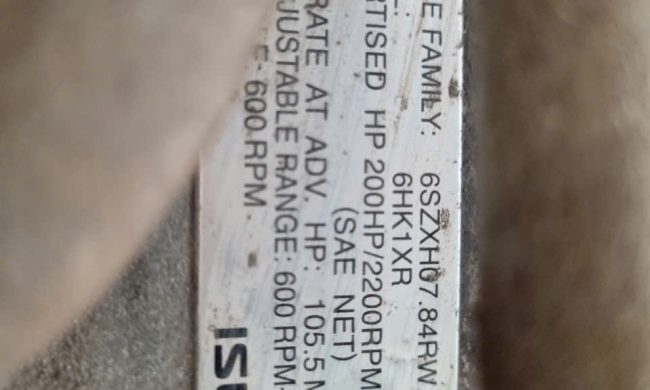 E FAMILY: 6SZXH07.84RW
6HK1XR
RTISED HP 200HP/2200RPM
(SAE NET)
RATE AT ADV. HP: 105.5 M
JUSTABLE RANGE: 600 RPM-
E- 600 RPM
ISU